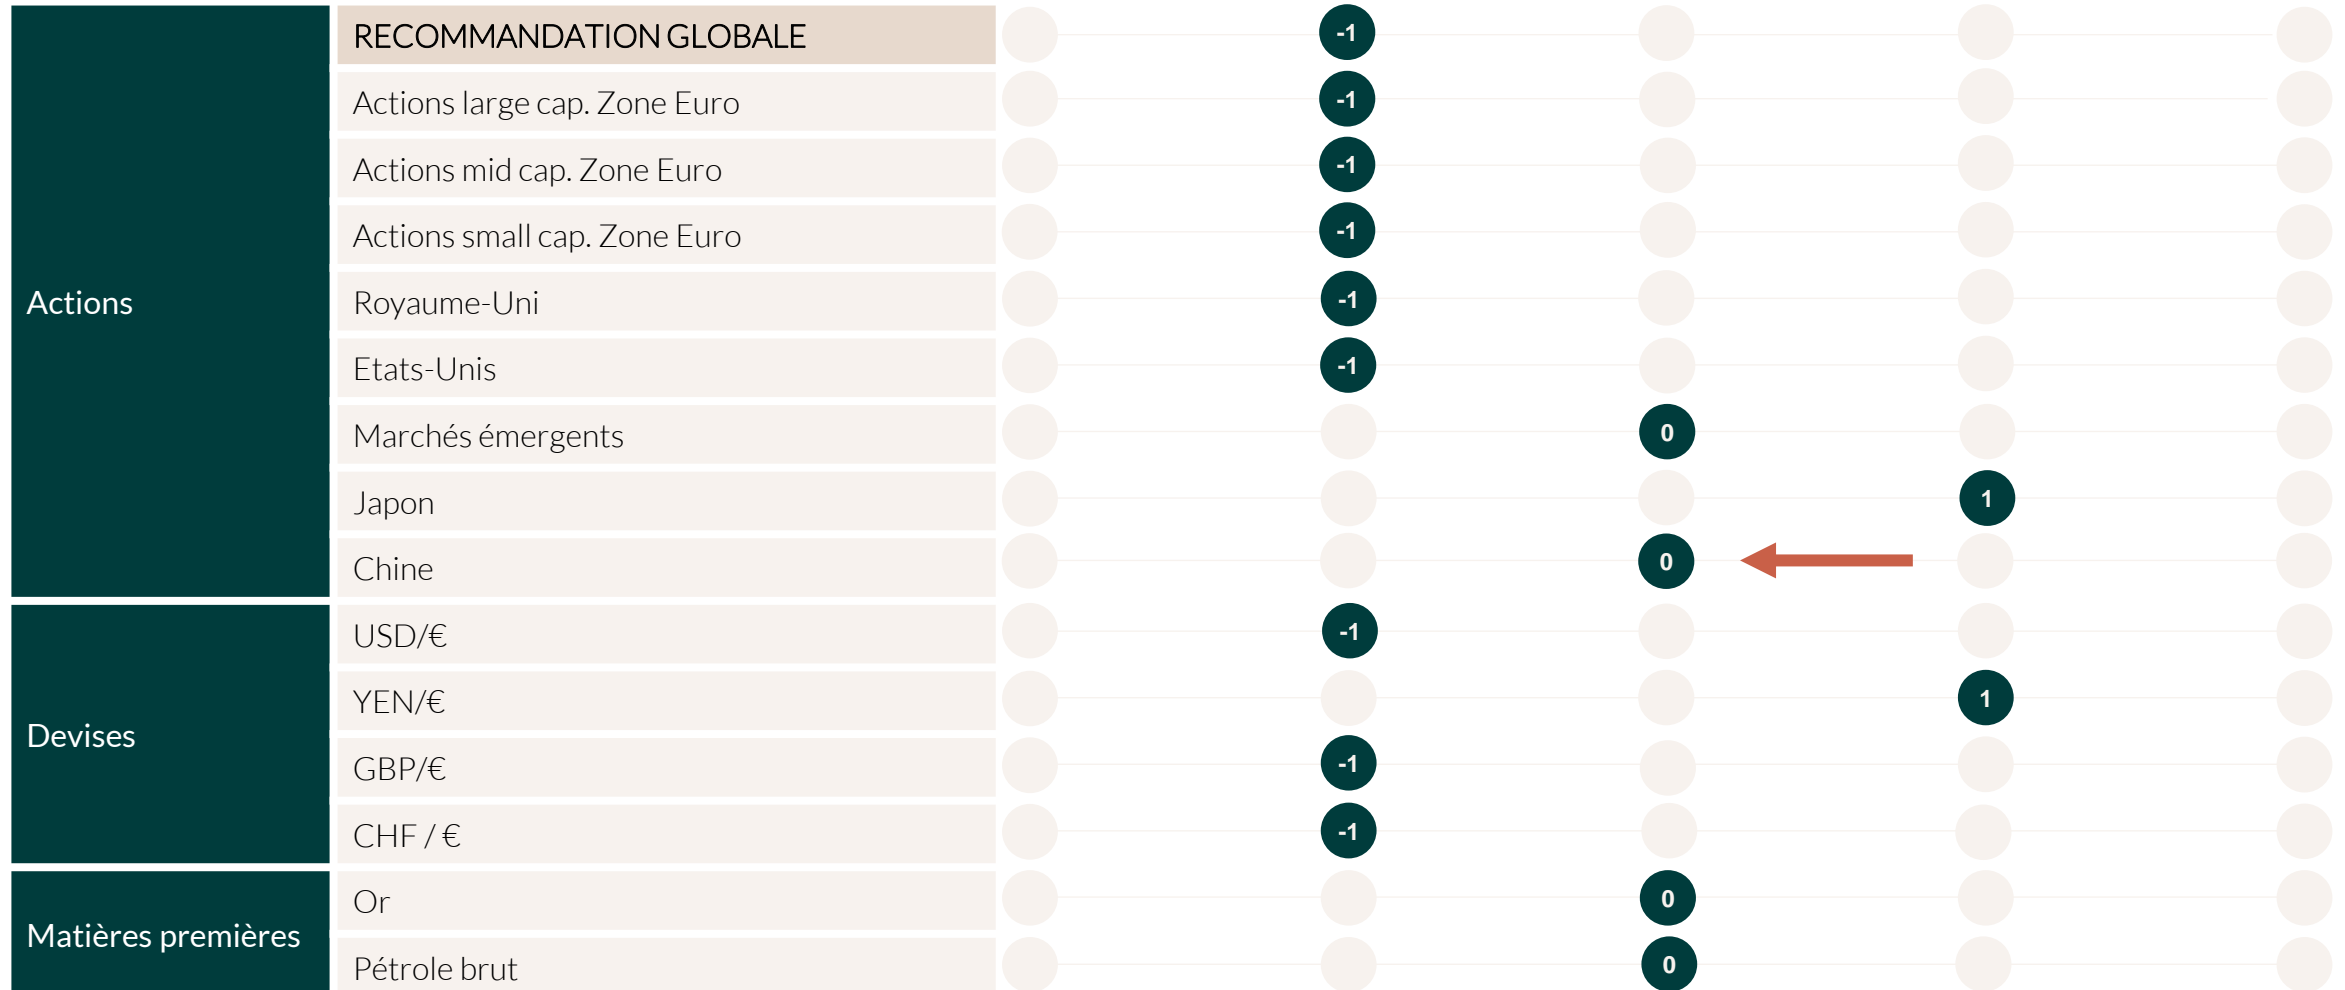 RECOMMANDATION GLOBALE -1
Actions large cap. Zone Euro -1
Actions mid cap. Zone Euro -1
Actions small cap. Zone Euro -1
Actions
Royaume-Uni -1
Etats-Unis -1
Marchés émergents 0
Japon 1
Chine 0
USD/€ -1
YEN/€ 1
Devises
GBP/€ -1
CHF / € -1
Or 0
Matières premières
Pétrole brut 0